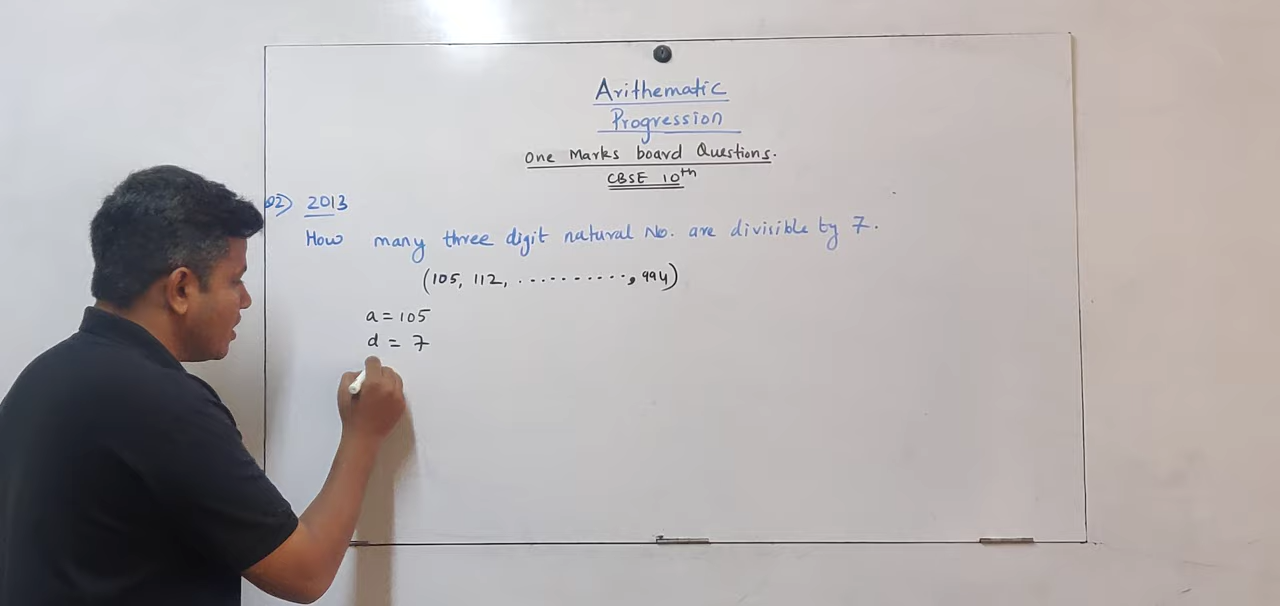 Arithematic
Progression
One Marks board Questions.
CBSE 10th
02) 2013
How many three digit natural No. are divisible by 7.
(105, 112, ..........., 994)
a = 105
d = 7